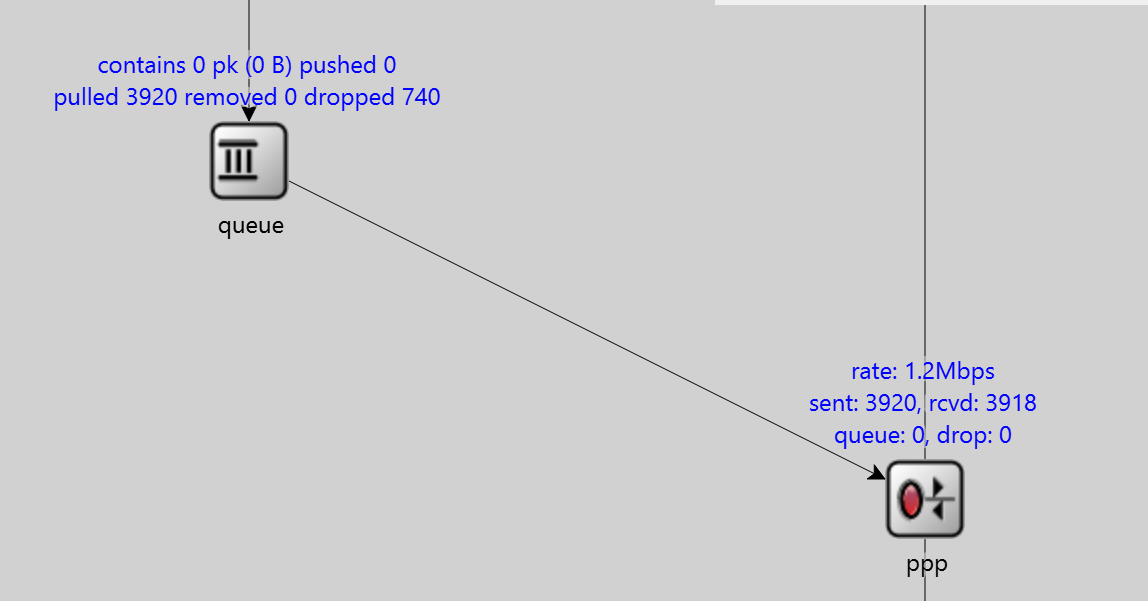 contains 0 pk (0 B) pushed 0
pulled 3920 removed 0 dropped 740
queue
rate: 1.2Mbps
sent: 3920, rcvd: 3918
queue: 0, drop: 0
ppp